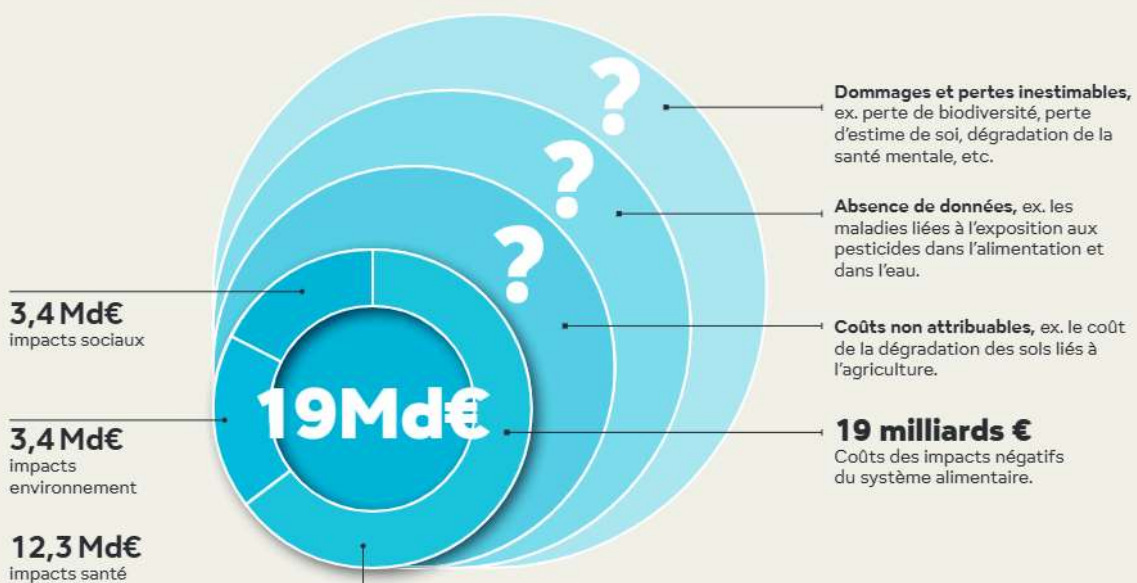 ?
?
?
Dommages et pertes inestimables,
ex. perte de biodiversité, perte
d'estime de soi, dégradation de la
santé mentale, etc.
Absence de données, ex. les
maladies liées à l'exposition aux
pesticides dans l'alimentation et
dans l'eau.
Coûts non attribuables, ex. le coût
de la dégradation des sols liés à
l'agriculture.
19 milliards €
Coûts des impacts négatifs
du système alimentaire.
19Md€
3,4 Md€
impacts sociaux
3,4 Md€
impacts
environnement
12,3 Md€
impacts santé